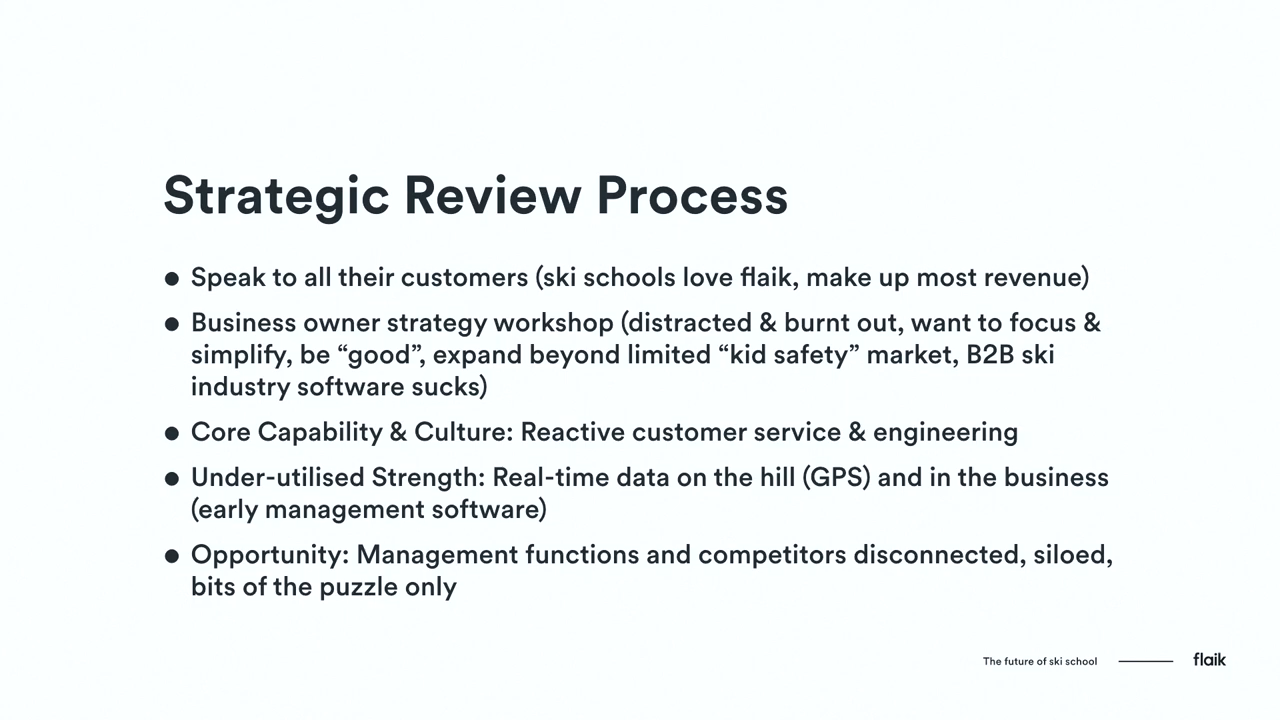 Strategic Review Process
● Speak to all their customers (ski schools love flaik, make up most revenue)
● Business owner strategy workshop (distracted & burnt out, want to focus &
simplify, be “good”, expand beyond limited “kid safety” market, B2B ski
industry software sucks)
● Core Capability & Culture: Reactive customer service & engineering
● Under-utilised Strength: Real-time data on the hill (GPS) and in the business
(early management software)
● Opportunity: Management functions and competitors disconnected, siloed,
bits of the puzzle only
The future of ski school flaik